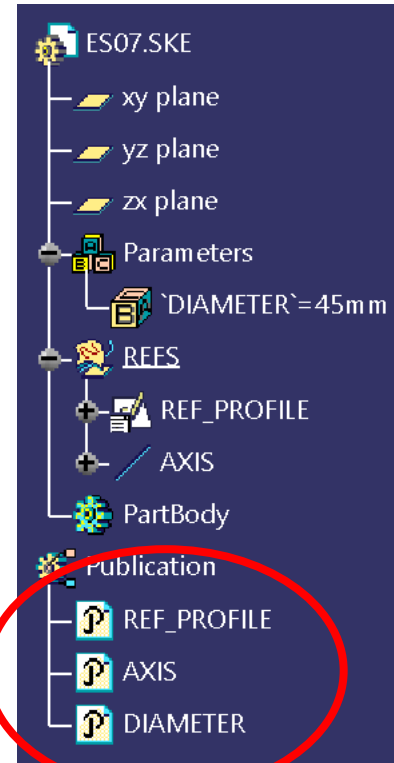 ES07.SKE
xy plane
yz plane
zx plane
Parameters
`DIAMETER`=45mm
REFS
REF_PROFILE
AXIS
PartBody
Publication
REF_PROFILE
AXIS
DIAMETER